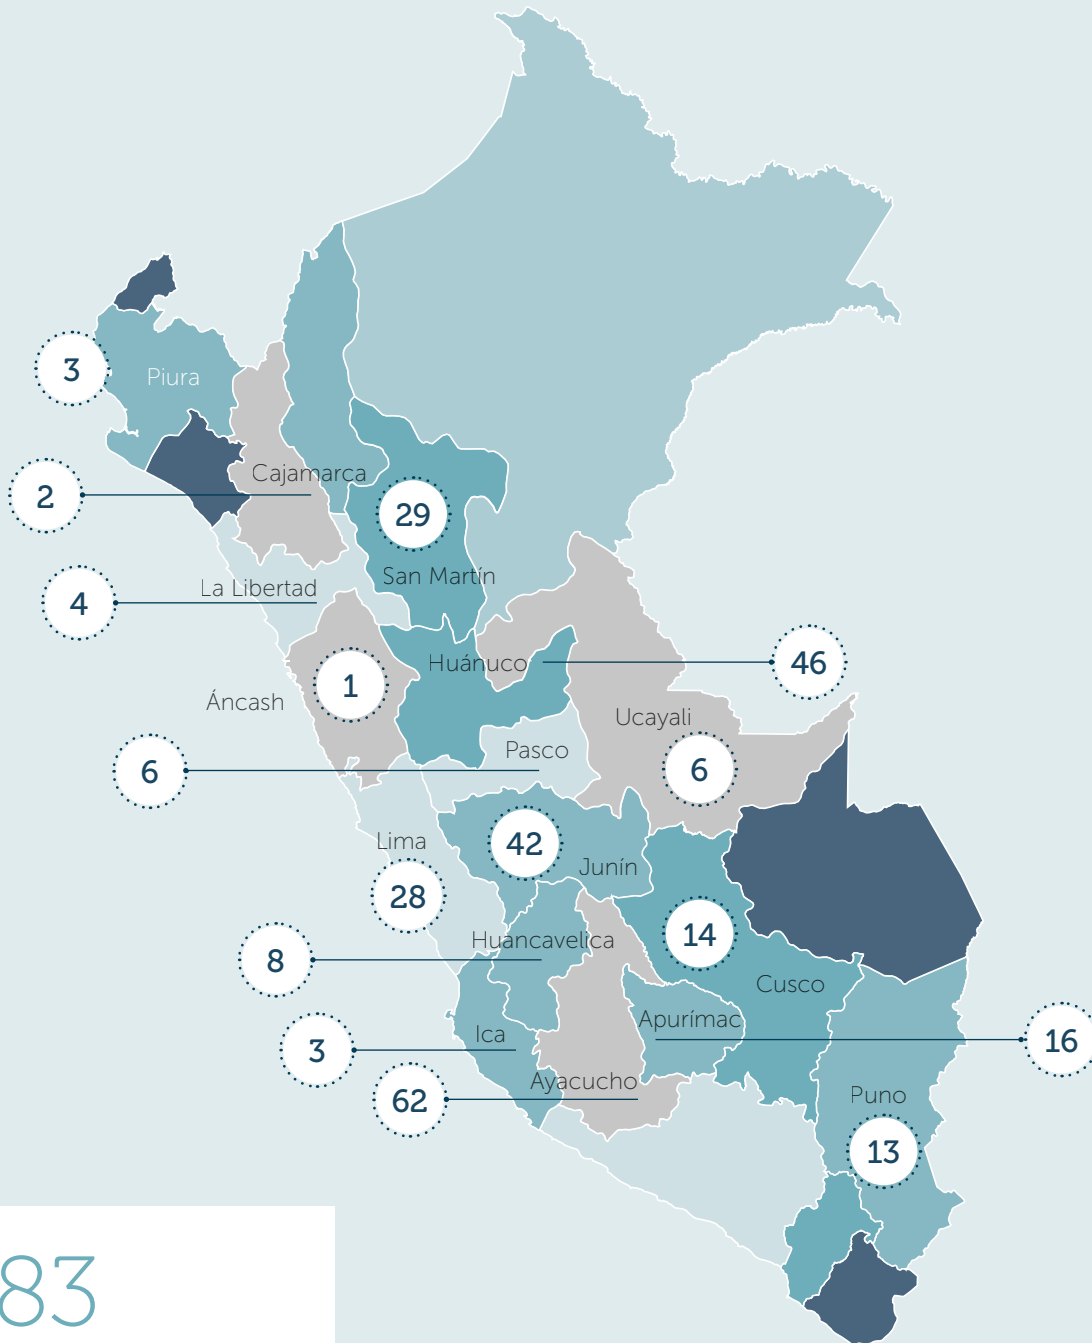 3
Piura
Cajamarca
2
29
San Martín
La Libertad
4
Huánuco
46
1
Áncash
Ucayali
Pasco
6
6
Lima
42
Junín
28
14
Huancavelica
8
Cusco
Apurímac
Ica
16
3
Ayacucho
62
Puno
13
83